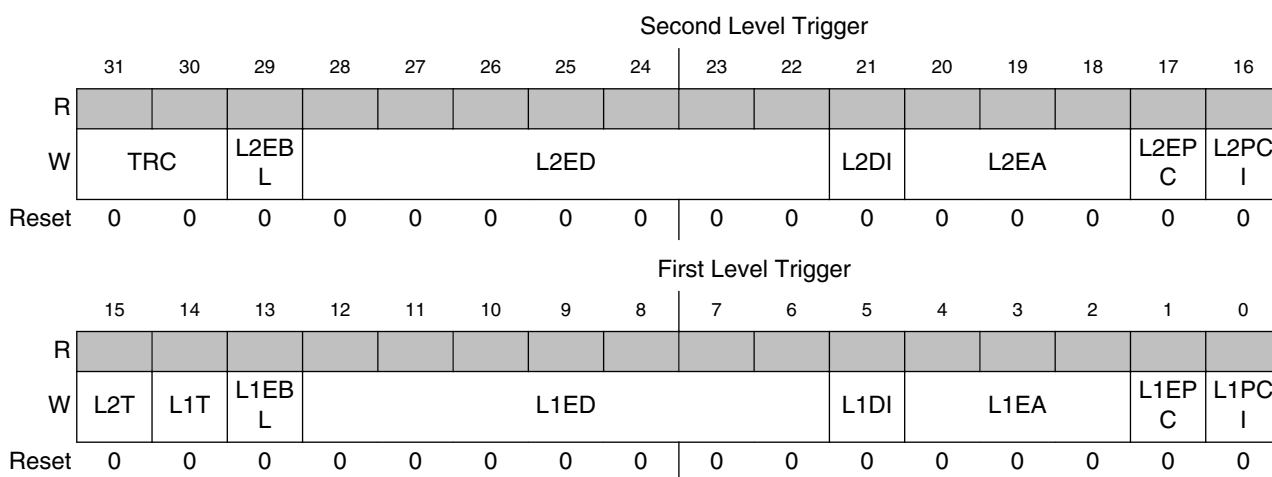 Second Level Trigger
31 30 29 28 27 26 25 24 23 22 21 20 19 18 17 16
R
W TRC L2EB L L2ED L2DI L2EA L2EP C L2PC I
Reset 0 0 0 0 0 0 0 0 0 0 0 0 0 0 0 0
First Level Trigger
15 14 13 12 11 10 9 8 7 6 5 4 3 2 1 0
R
W L2T L1T L1EB L L1ED L1DI L1EA L1EP C L1PC I
Reset 0 0 0 0 0 0 0 0 0 0 0 0 0 0 0 0